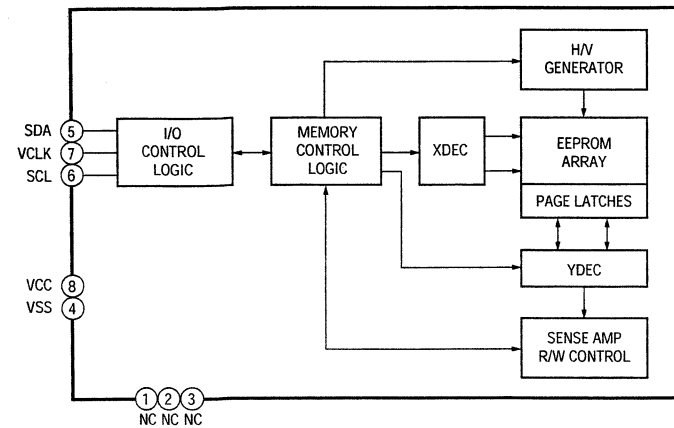 H/V
GENERATOR
SDA 5
VCLK 7
SCL 6
I/O
CONTROL
LOGIC
MEMORY
CONTROL
LOGIC
XDEC
EEPROM
ARRAY
PAGE LATCHES
YDEC
VCC 8
VSS 4
SENSE AMP
R/W CONTROL
1 2 3
NC NC NC